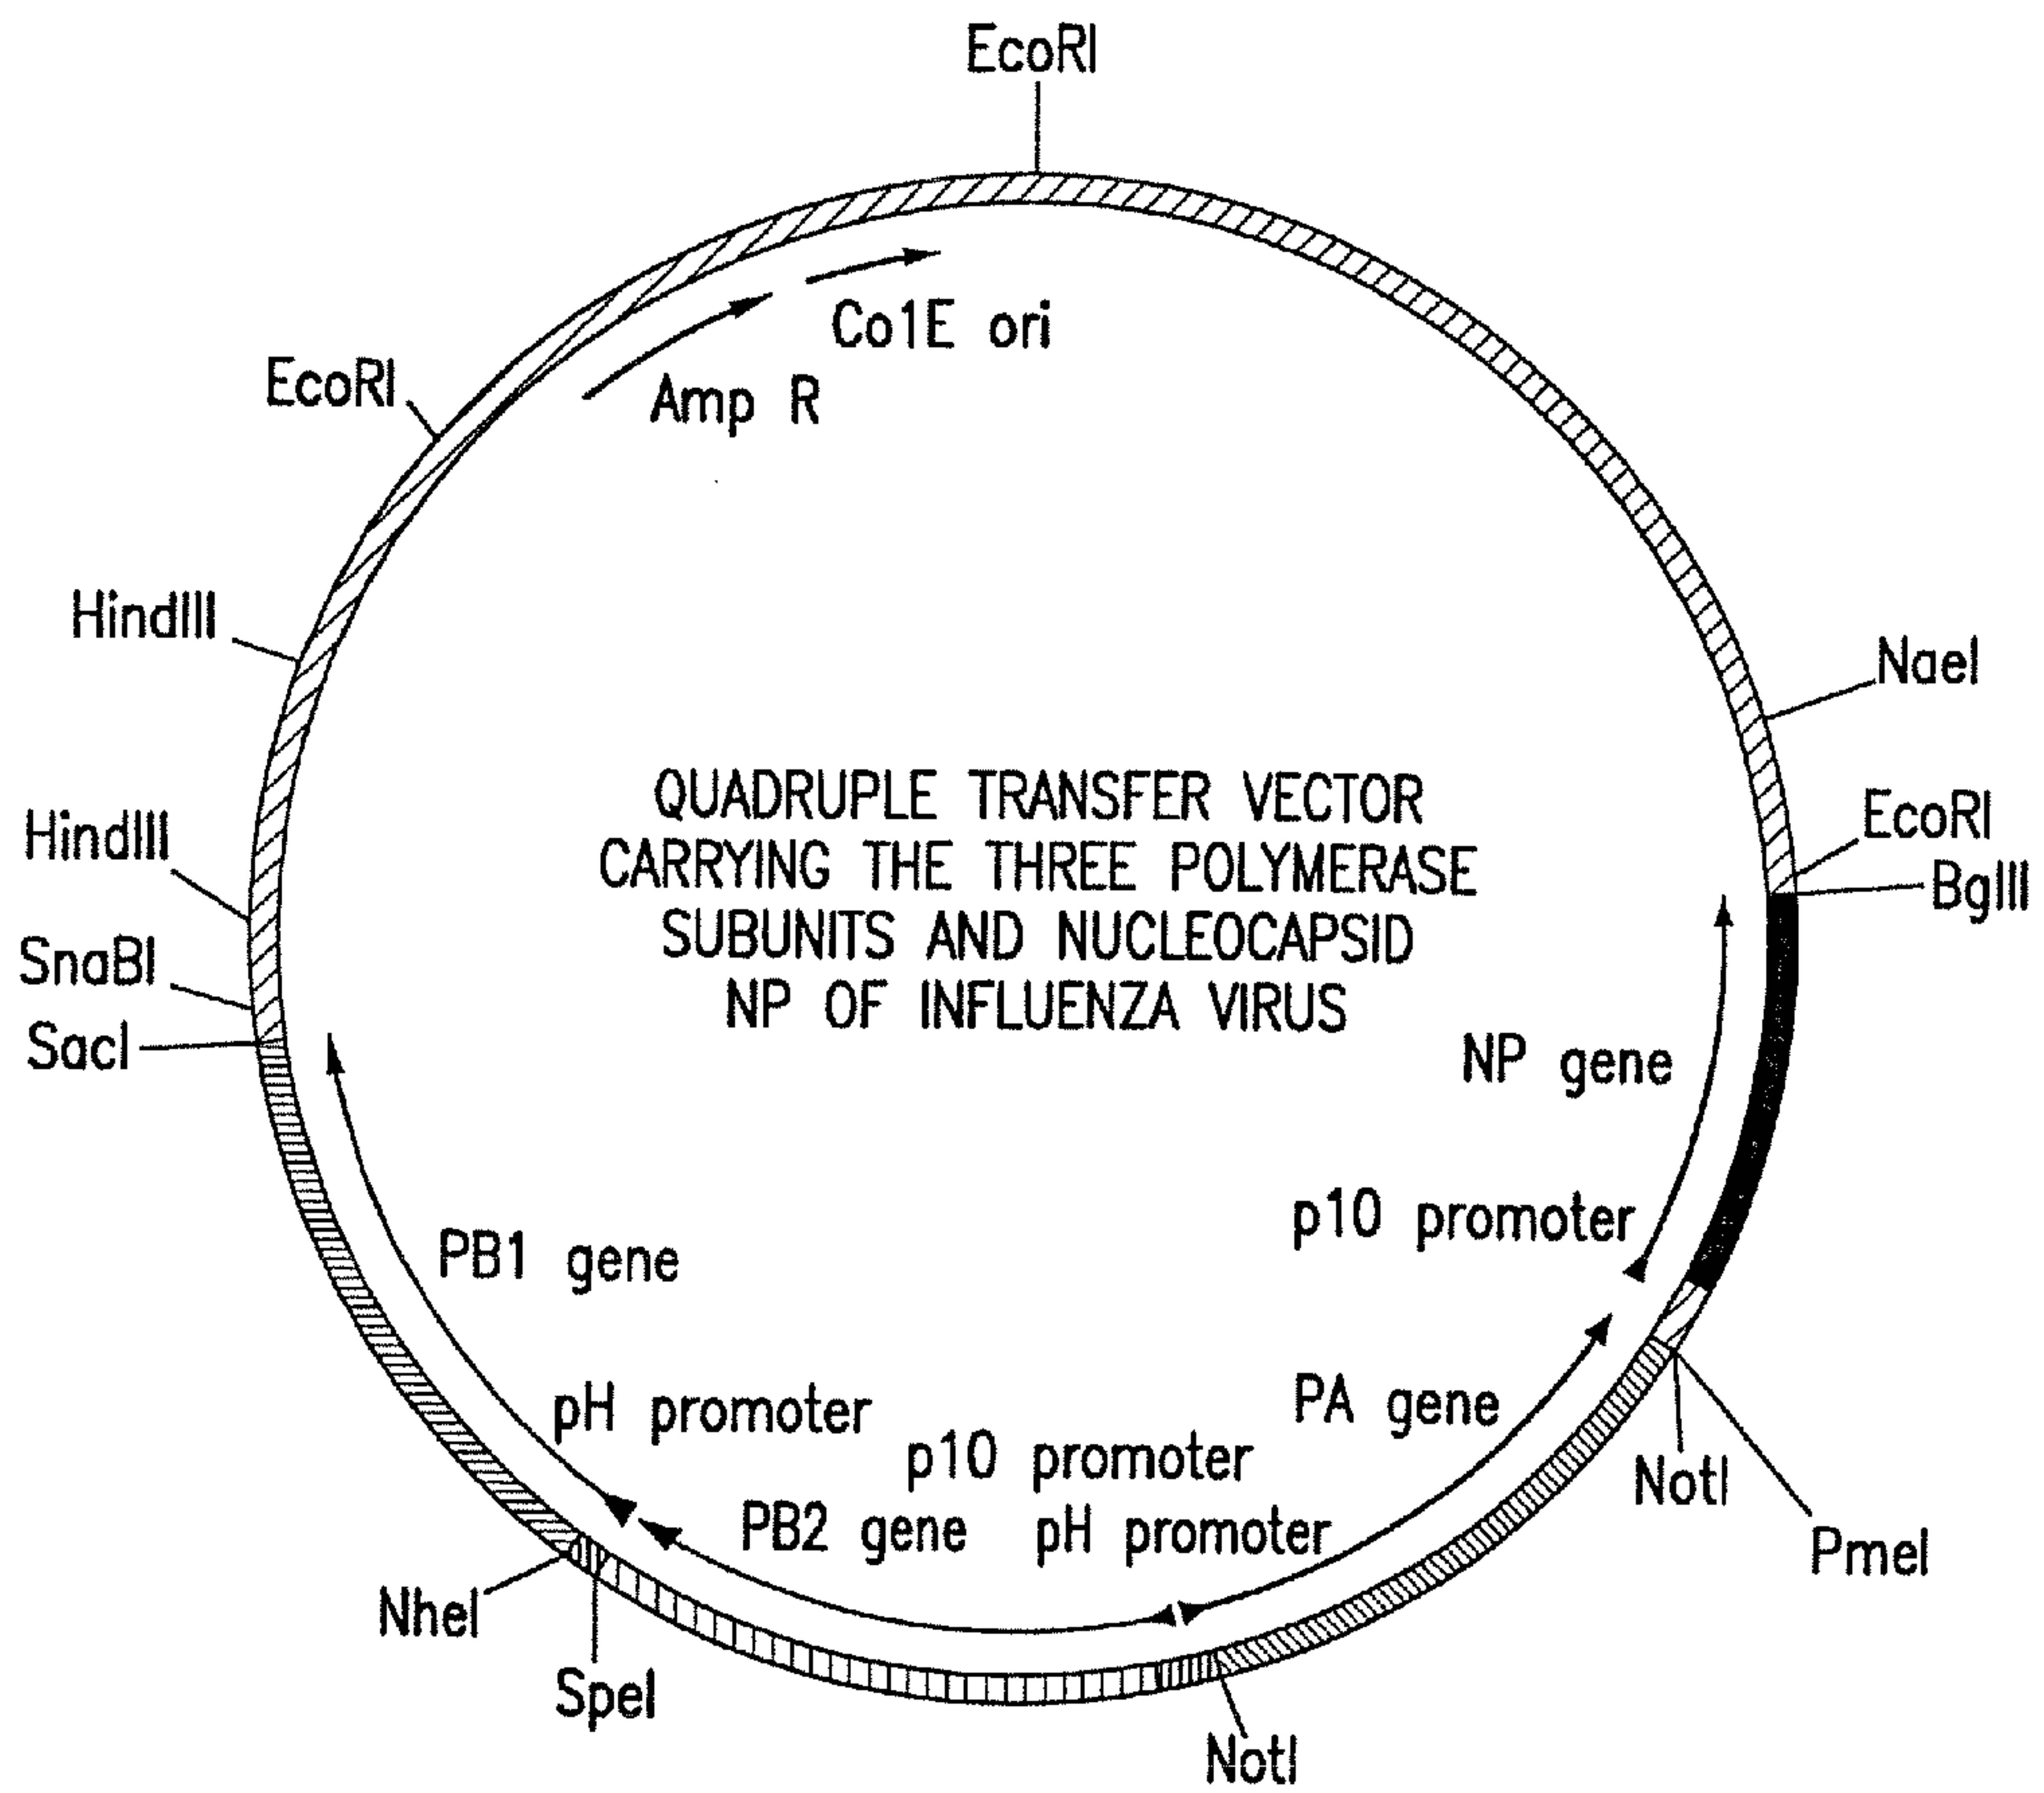 EcoRI
Co1E ori
EcoRI
Amp R
HindIII
NaeI
QUADRUPLE TRANSFER VECTOR
CARRYING THE THREE POLYMERASE
SUBUNITS AND NUCLEOCAPSID
NP OF INFLUENZA VIRUS
HindIII
EcoRI
BglII
SnaBI
SacI
NP gene
p10 promoter
PB1 gene
pH promoter
PA gene
p10 promoter
NotI
PB2 gene pH promoter
PmeI
NheI
SpeI
NotI